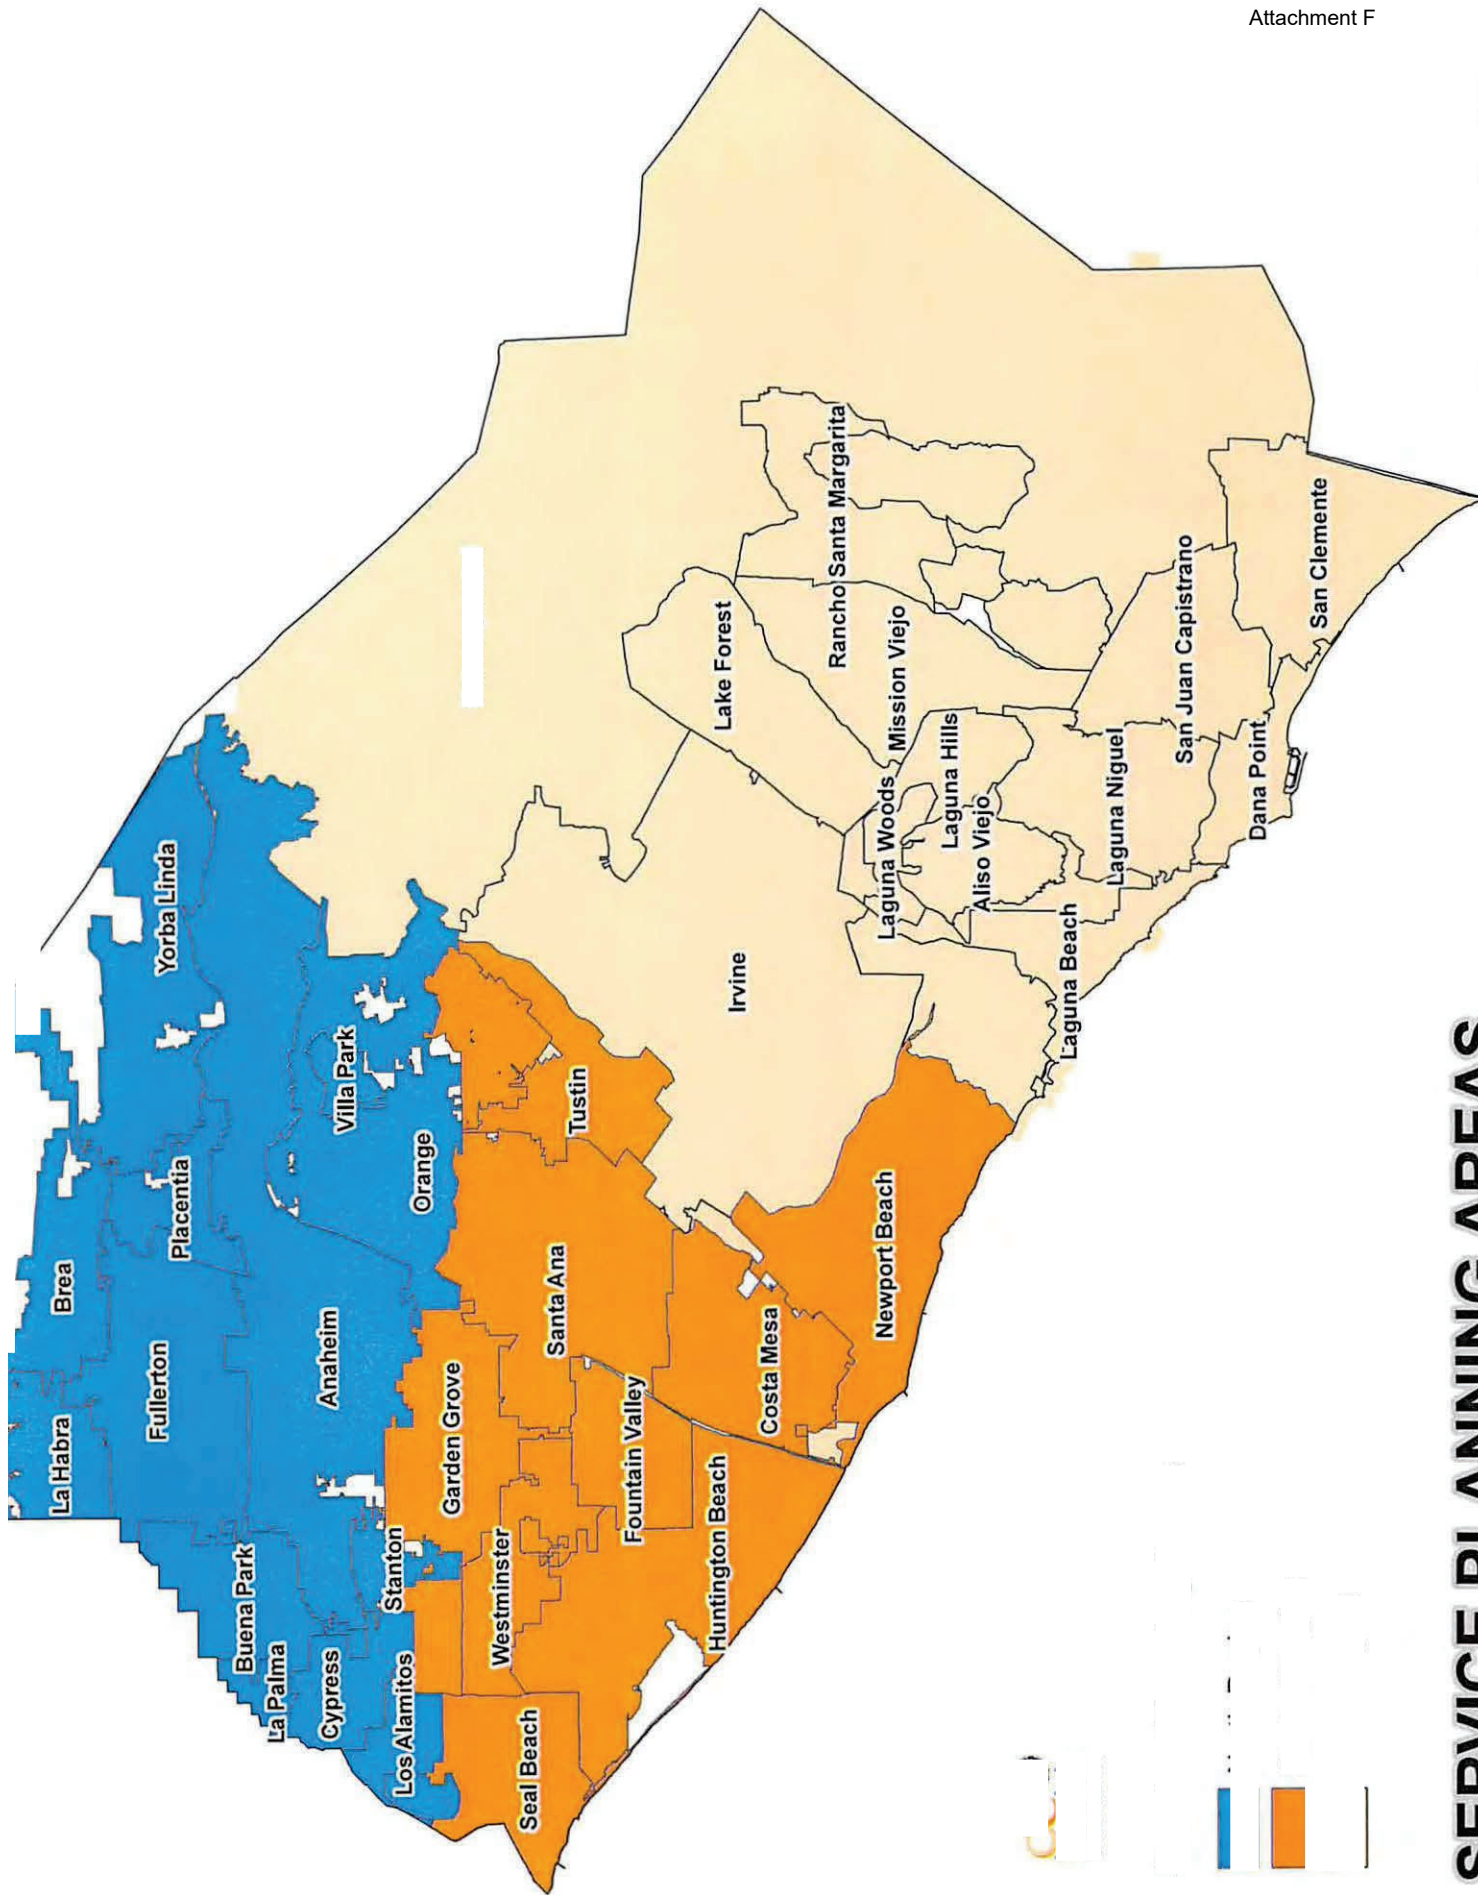 Attachment F
La Habra
Brea
Fullerton
Placentia
Yorba Linda
Buena Park
La Palma
Cypress
Anaheim
Villa Park
Orange
Los Alamitos
Stanton
Garden Grove
Westminster
Santa Ana
Tustin
Seal Beach
Fountain Valley
Huntington Beach
Costa Mesa
Newport Beach
Irvine
Lake Forest
Rancho Santa Margarita
Mission Viejo
Laguna Woods
Laguna Hills
Aliso Viejo
Laguna Beach
Laguna Niguel
San Juan Capistrano
Dana Point
San Clemente
SERVICE PLANNING AREAS